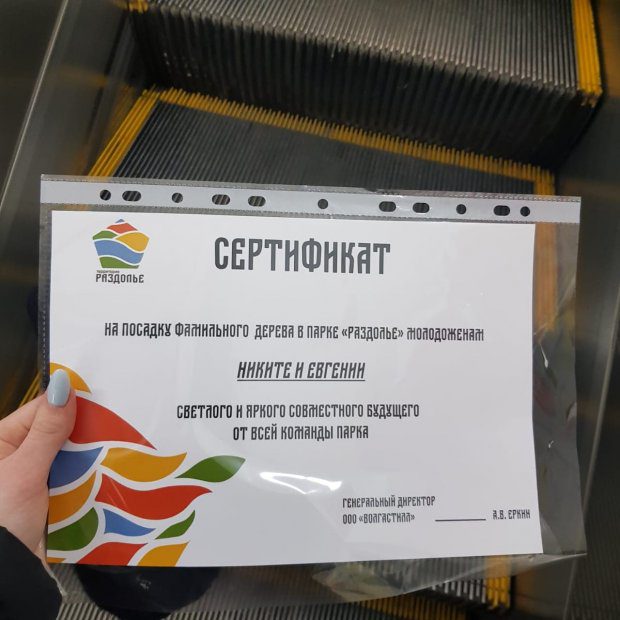 территория
РАЗДОЛЬЕ
СЕРТИФИКАТ
НА ПОСАДКУ ФАМИЛЬНОГО ДЕРЕВА В ПАРКЕ «РАЗДОЛЬЕ» МОЛОДОЖЕНАМ
НИКИТЕ И ЕВГЕНИИ
СВЕТЛОГО И ЯРКОГО СОВМЕСТНОГО БУДУЩЕГО
ОТ ВСЕЙ КОМАНДЫ ПАРКА
ГЕНЕРАЛЬНЫЙ ДИРЕКТОР
ООО «ВОЛГАСТИЛЛ» А.В. ЕРКИН